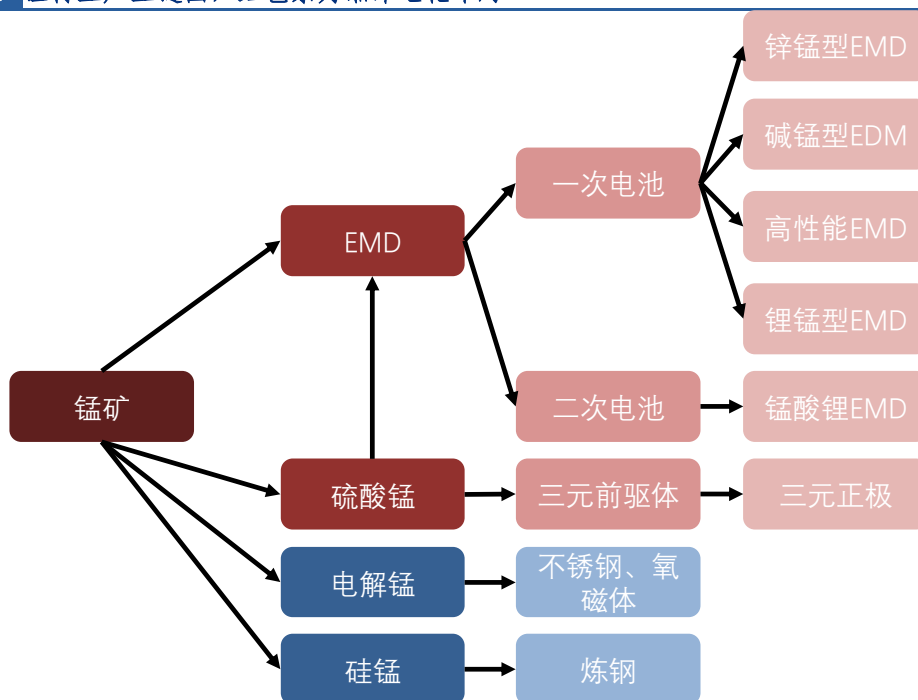 锌锰型EMD
碱锰型EDM
一次电池
高性能EMD
EMD
锂锰型EMD
锰矿
二次电池
锰酸锂EMD
硫酸锰
三元前驱体
三元正极
电解锰
不锈钢、氧
磁体
硅锰
炼钢